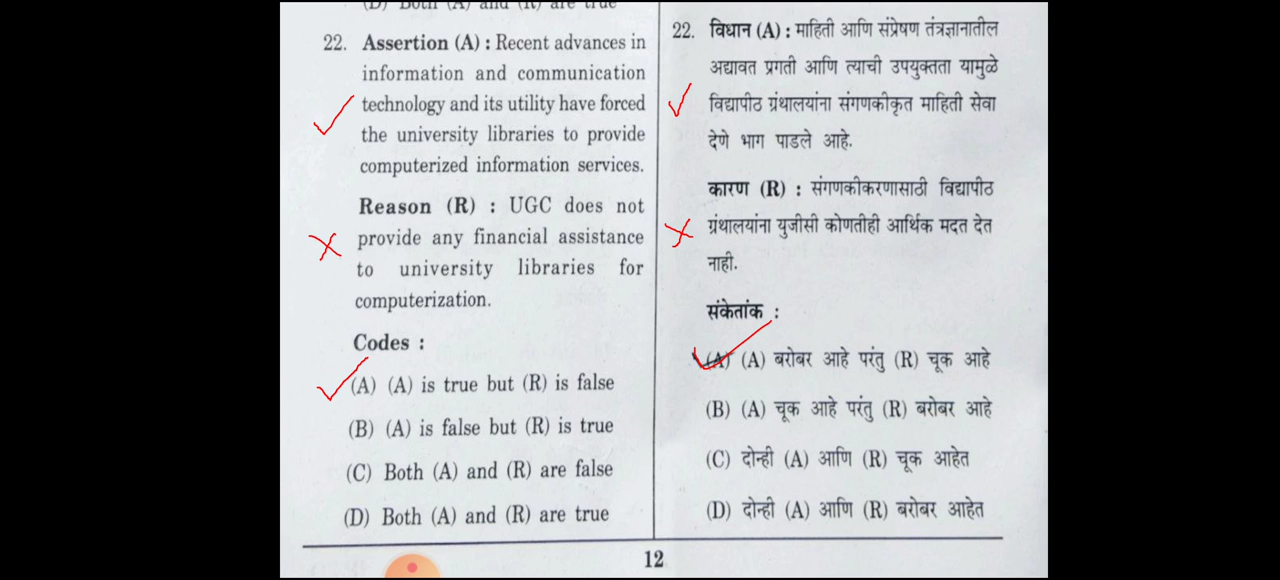 (D) Both (A) and (R) are true
22. Assertion (A) : Recent advances in
information and communication
technology and its utility have forced
the university libraries to provide
computerized information services.
Reason (R) : UGC does not
provide any financial assistance
to university libraries for
computerization.
Codes :
(A) (A) is true but (R) is false
(B) (A) is false but (R) is true
(C) Both (A) and (R) are false
(D) Both (A) and (R) are true
22. विधान (A) : माहिती आणि संप्रेषण तंत्रज्ञानातील
अद्यावत प्रगती आणि त्याची उपयुक्तता यामुळे
विद्यापीठ ग्रंथालयांना संगणकीकृत माहिती सेवा
देणे भाग पाडले आहे.
कारण (R) : संगणकीकरणासाठी विद्यापीठ
ग्रंथालयांना युजीसी कोणतीही आर्थिक मदत देत
नाही.
संकेतांक :
(A) (A) बरोबर आहे परंतु (R) चूक आहे
(B) (A) चूक आहे परंतु (R) बरोबर आहे
(C) दोन्ही (A) आणि (R) चूक आहेत
(D) दोन्ही (A) आणि (R) बरोबर आहेत
12